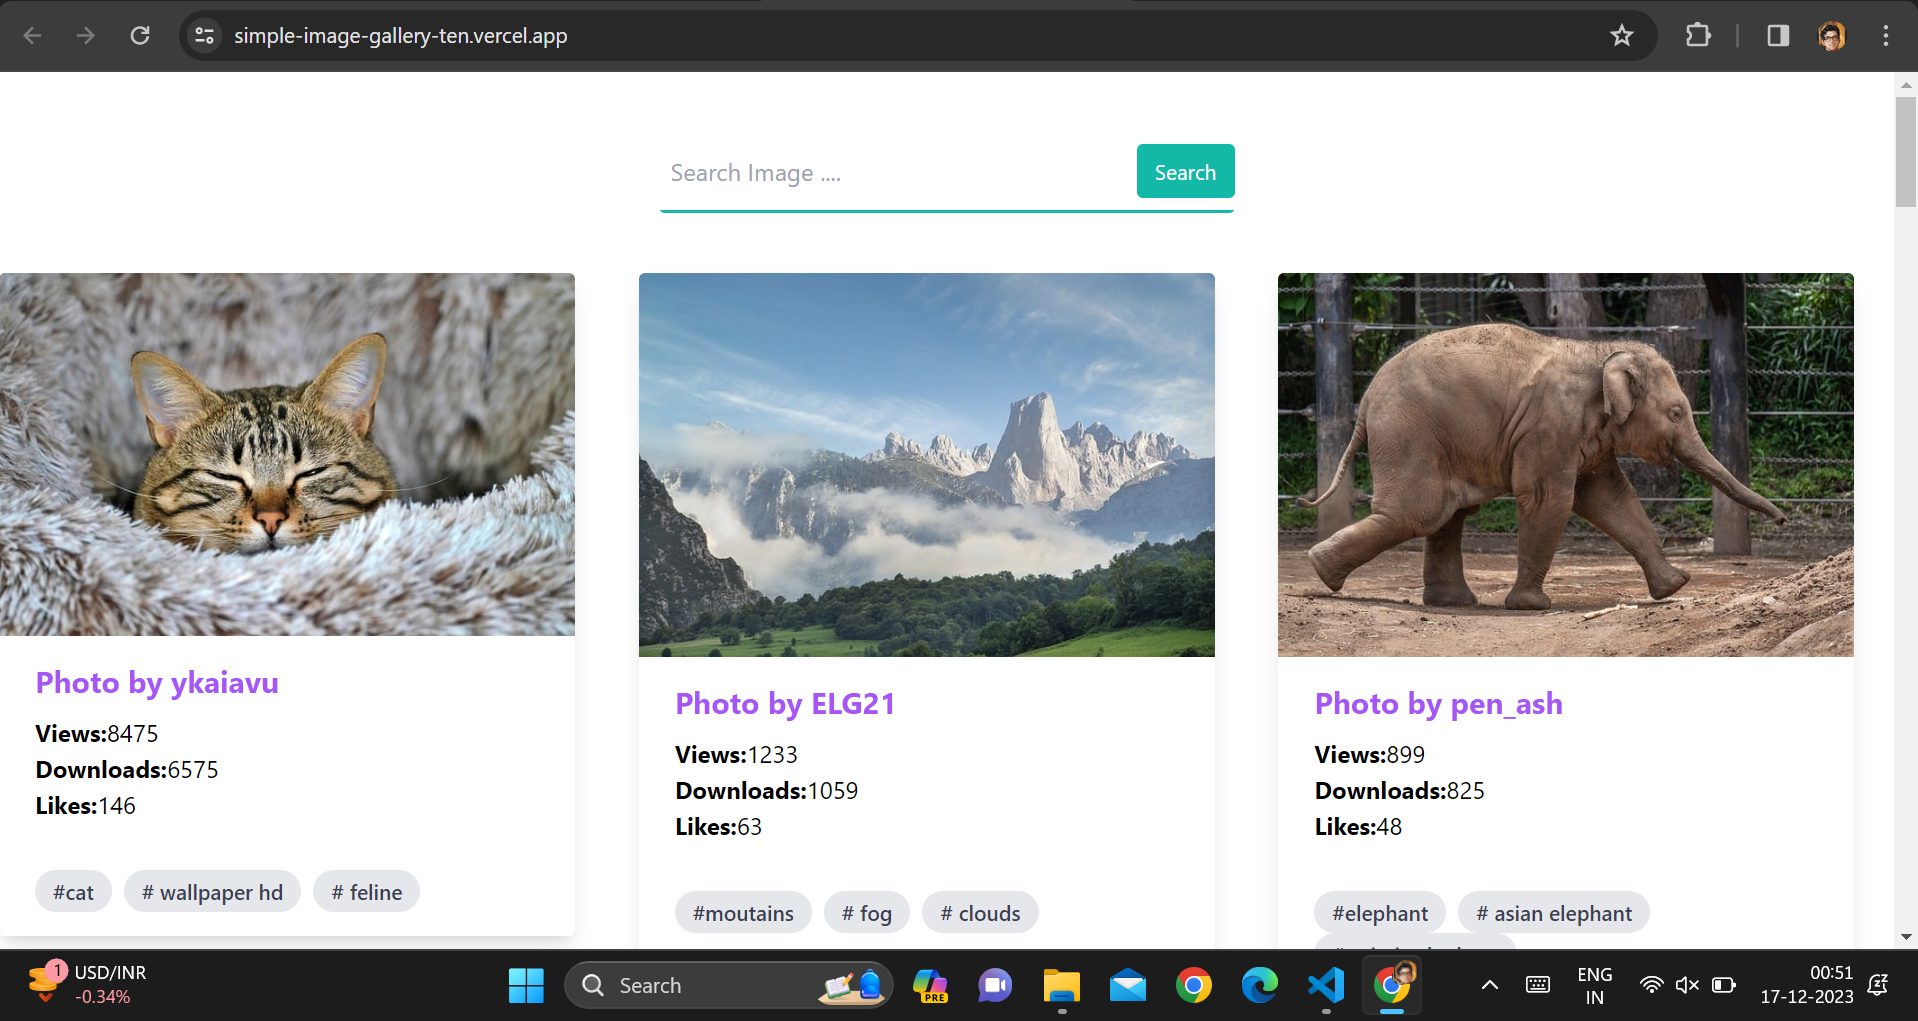 simple-image-gallery-ten.vercel.app
Search Image ....
Search
Photo by ykaiavu
Views:8475
Downloads:6575
Likes:146
#cat # wallpaper hd # feline
Photo by ELG21
Views:1233
Downloads:1059
Likes:63
#moutains # fog # clouds
Photo by pen_ash
Views:899
Downloads:825
Likes:48
#elephant # asian elephant
1 USD/INR
-0.34%
Search
PRE
ENG
IN
00:51
17-12-2023